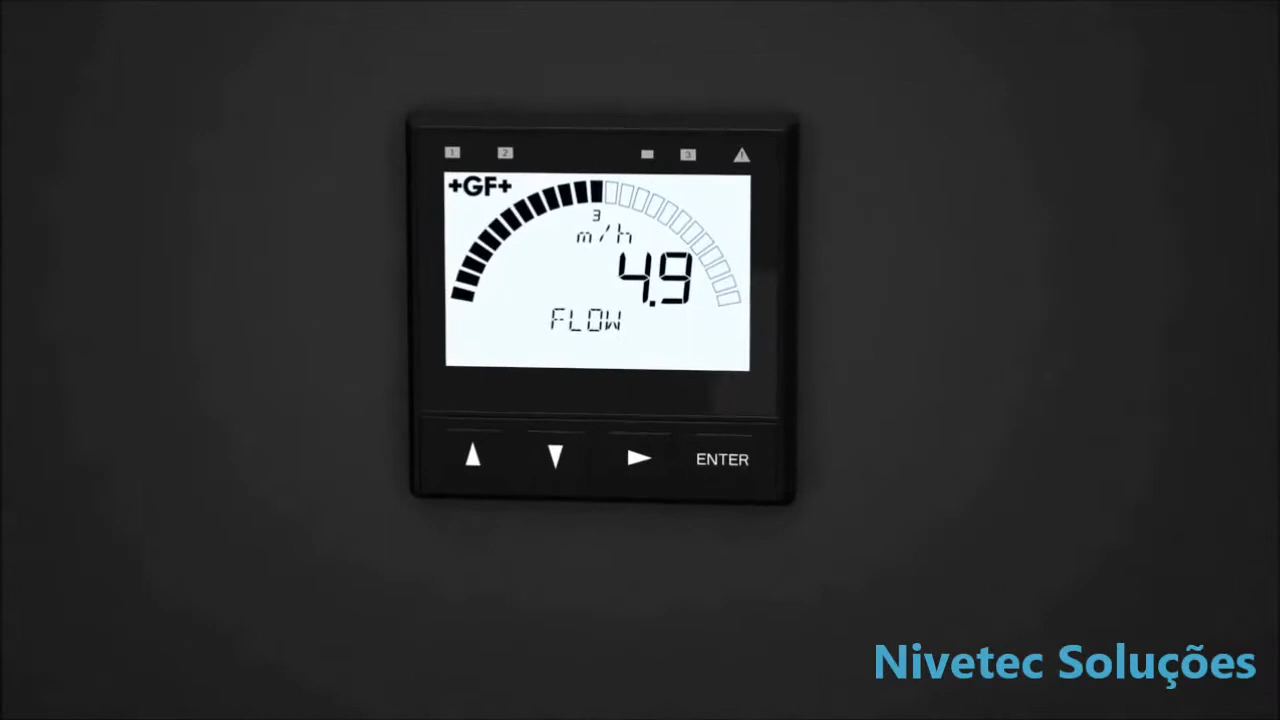 1 2 3
+GF+
3
m/h
4.9
FLOW
ENTER
Nivetec Soluções